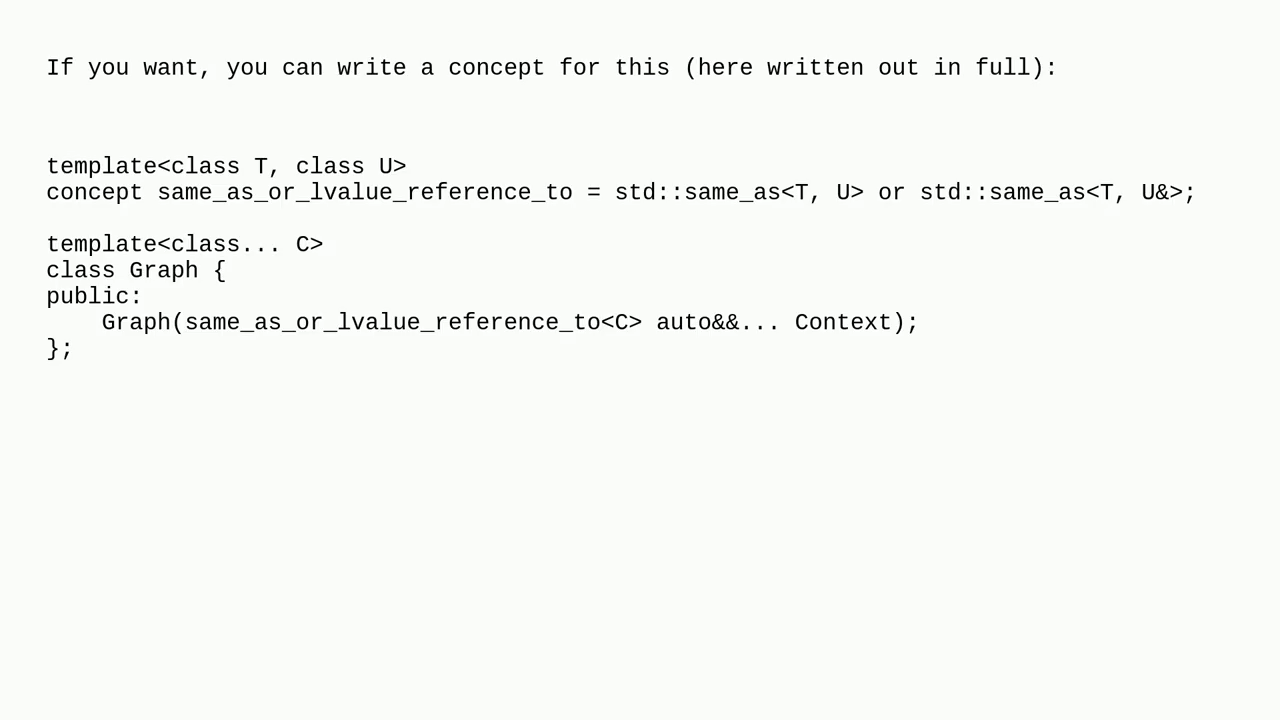 If you want, you can write a concept for this (here written out in full):
template<class T, class U>
concept same_as_or_lvalue_reference_to = std::same_as<T, U> or std::same_as<T, U&>;
template<class... C>
class Graph {
public:
    Graph(same_as_or_lvalue_reference_to<C> auto&&... Context);
};